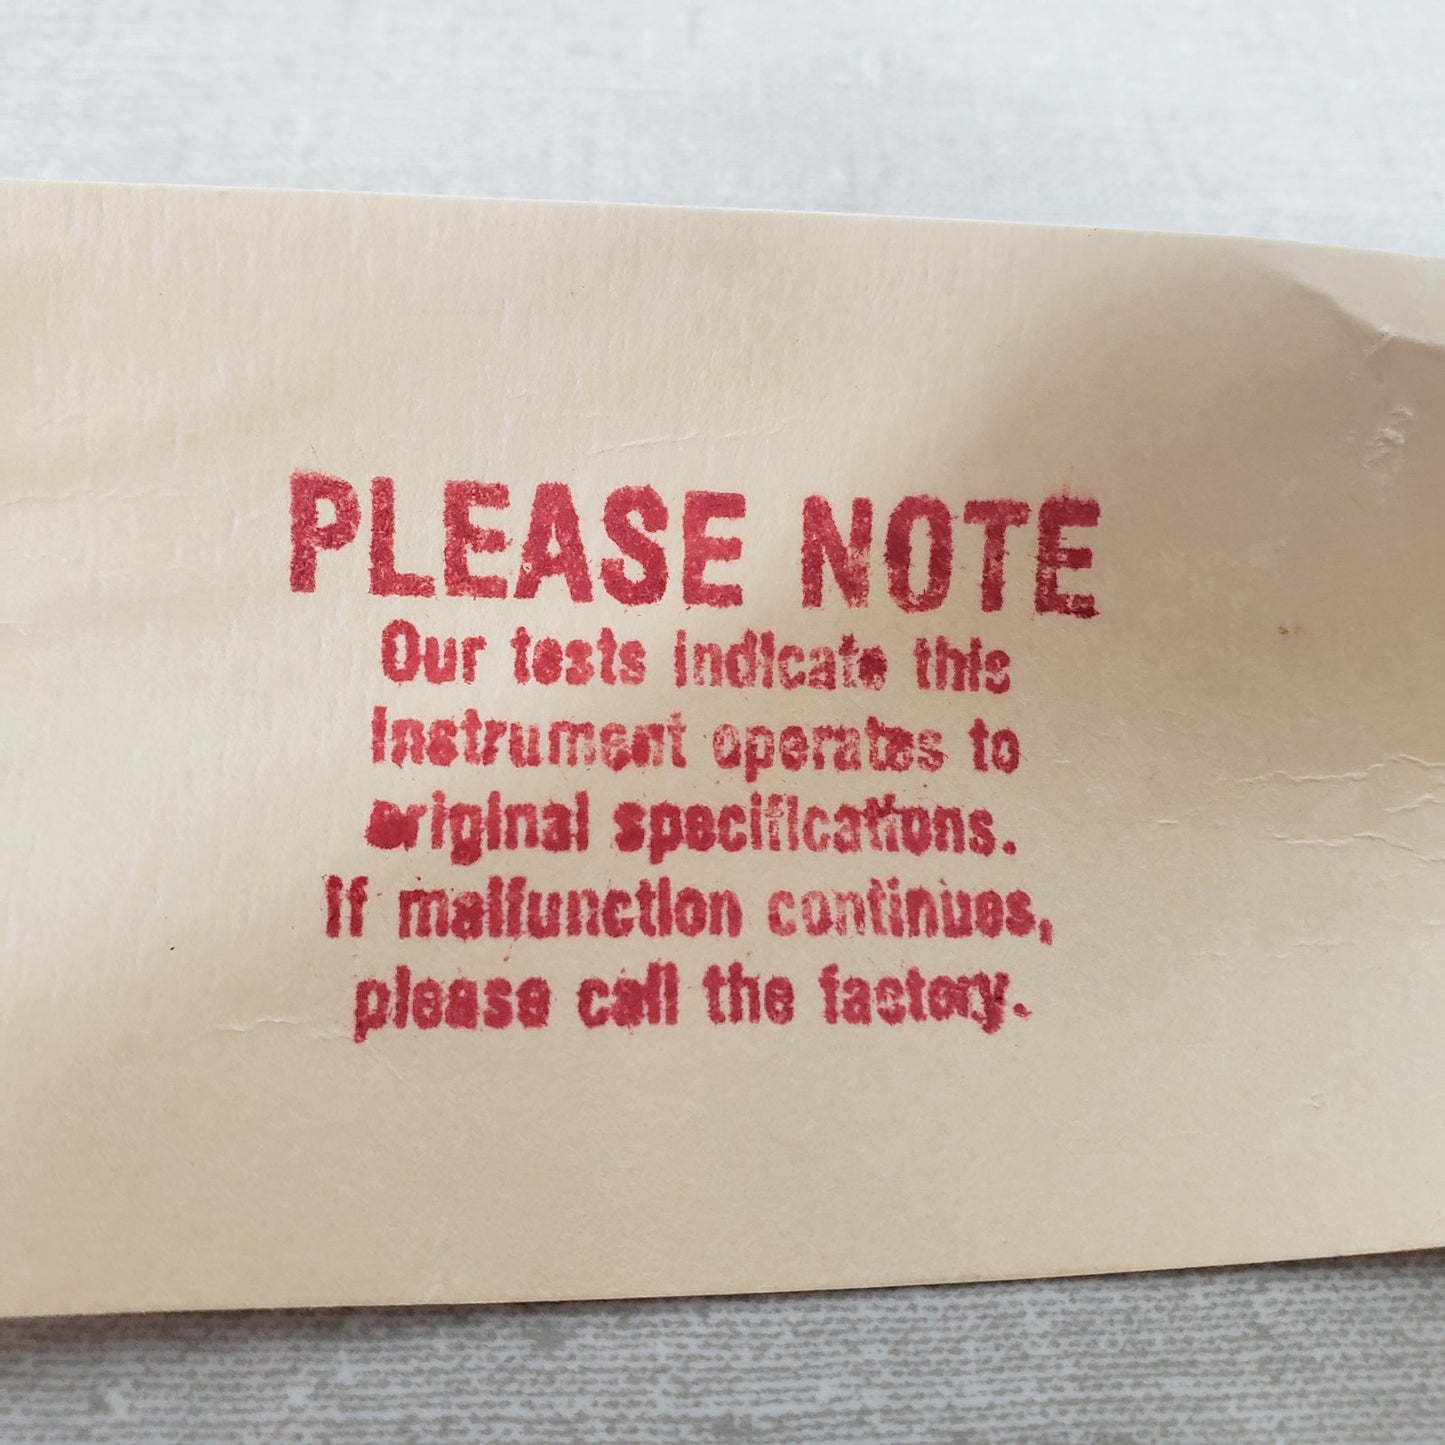 PLEASE NOTE
Our tests indicate this
instrument operates to
original specifications.
If malfunction continues,
please call the factory.